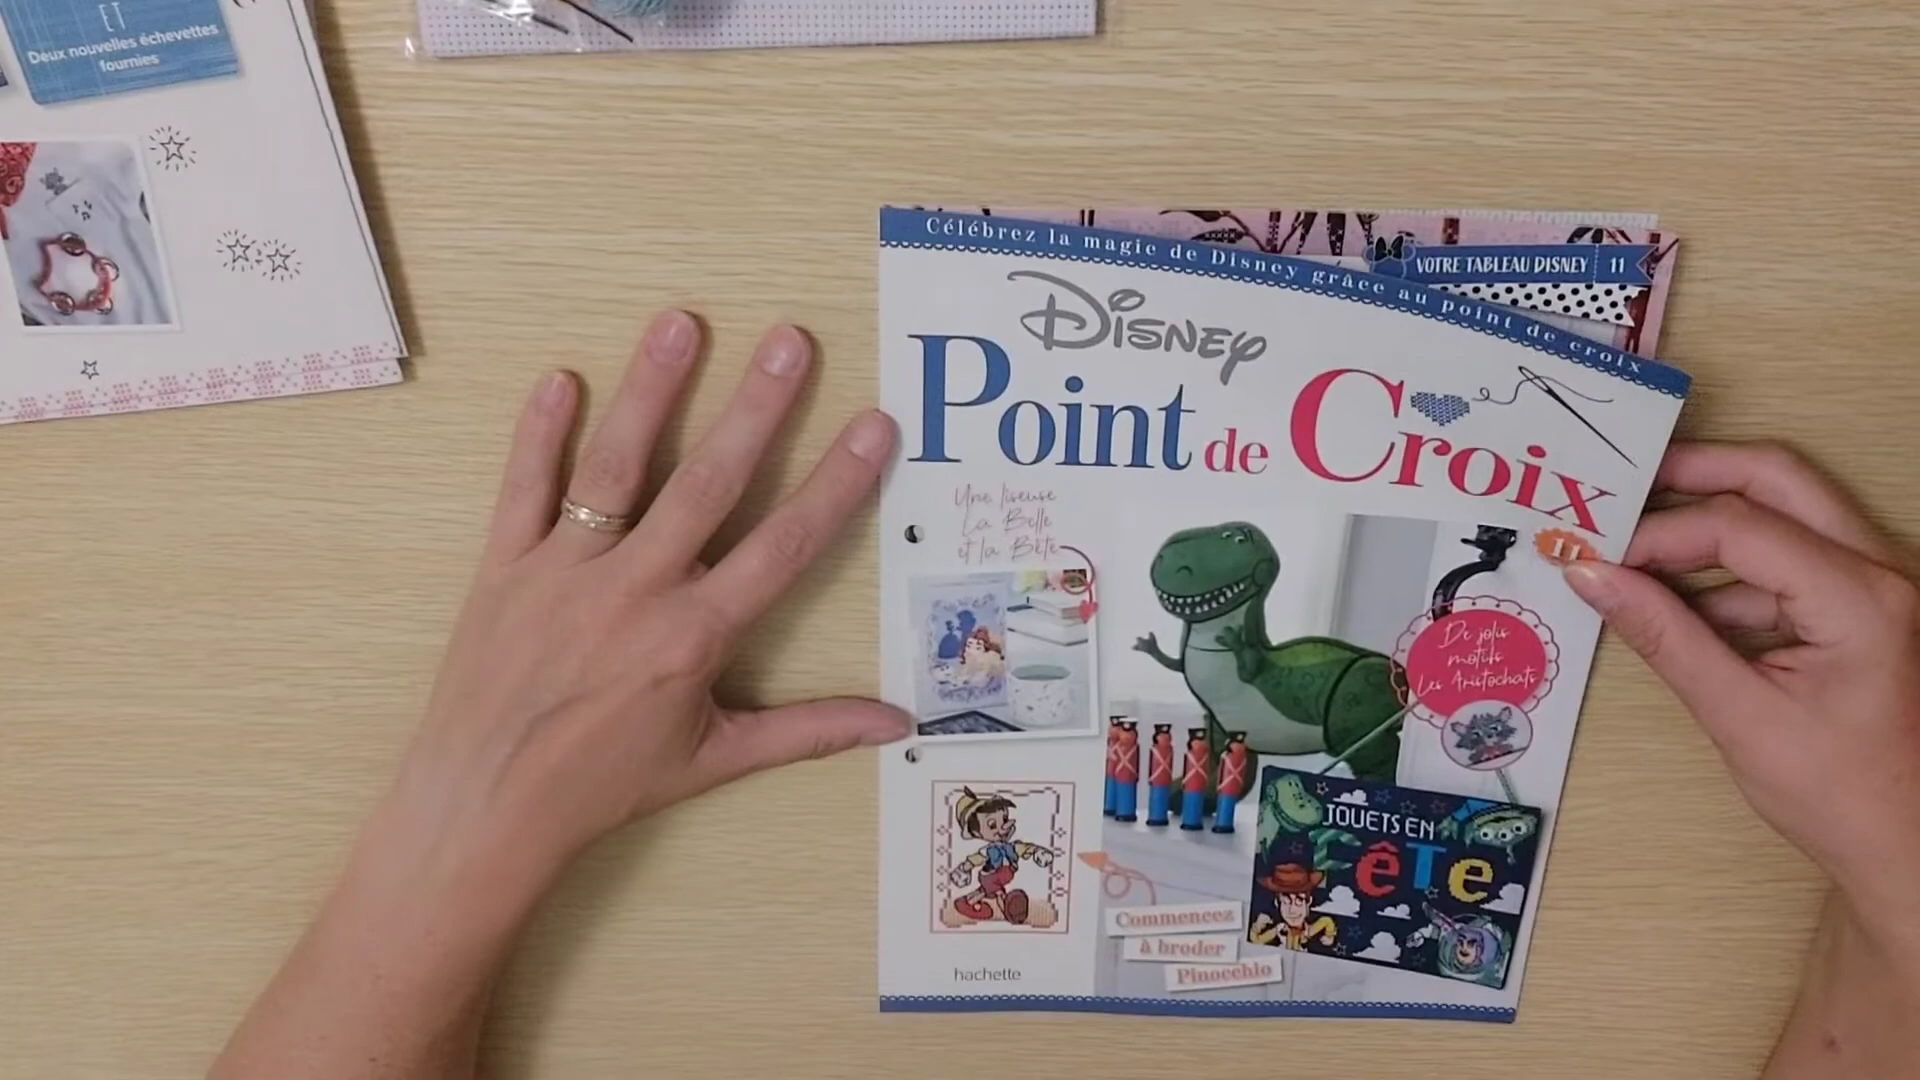 ET
Deux nouvelles échevettes
fournies
Célébrez la magie de Disney grâce au point de croix
VOTRE TABLEAU DISNEY 11
Disney
Point de Croix
11
Une liseuse
La Belle
et la Bête
De jolis
motifs
Les Aristochats
JOUETS EN
FêTe
Commencez
à broder
Pinocchio
hachette